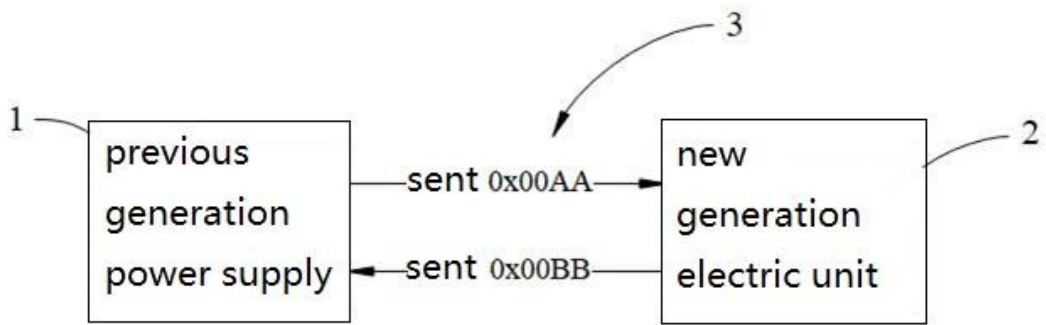 3
1
previous
generation
power supply
sent 0x00AA
sent 0x00BB
new
generation
electric unit
2